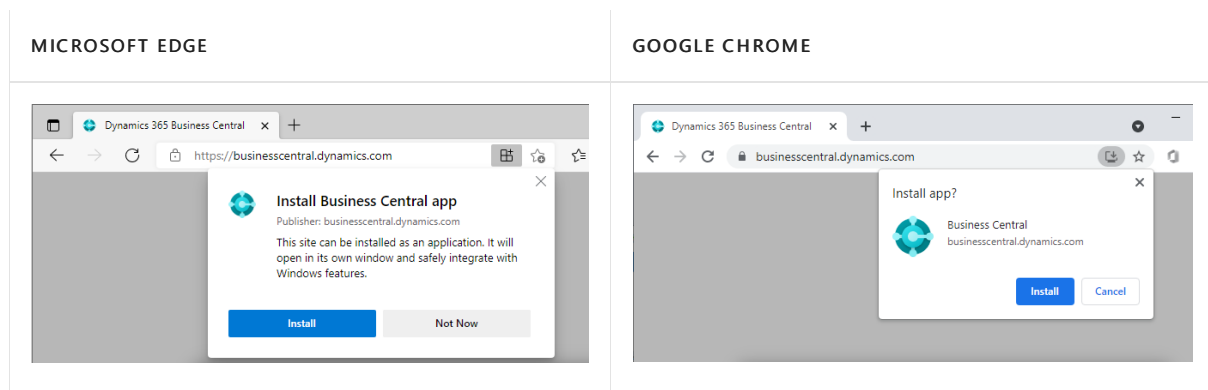 MICROSOFT EDGE
Dynamics 365 Business Central
https://businesscentral.dynamics.com
Install Business Central app
Publisher: businesscentral.dynamics.com
This site can be installed as an application. It will
open in its own window and safely integrate with
Windows features.
Install
Not Now
GOOGLE CHROME
Dynamics 365 Business Central
businesscentral.dynamics.com
Install app?
Business Central
businesscentral.dynamics.com
Install
Cancel